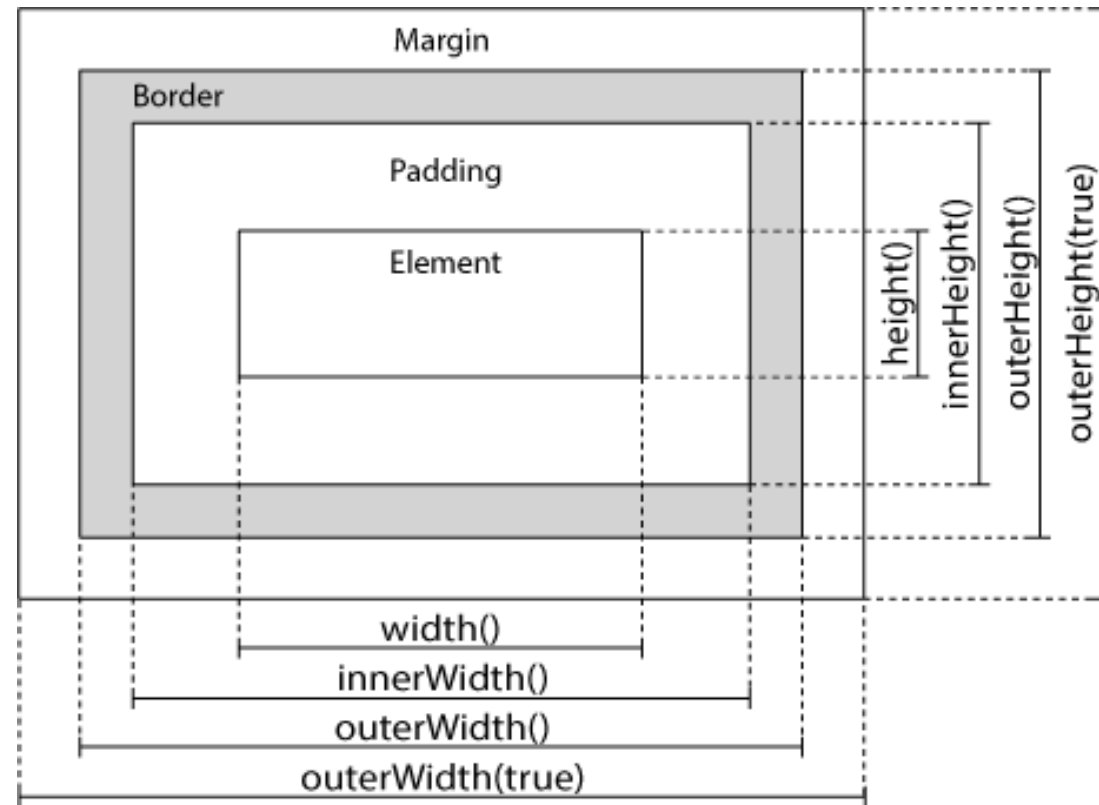 Margin
Border
Padding
Element
height()
innerHeight()
outerHeight()
outerHeight(true)
width()
innerWidth()
outerWidth()
outerWidth(true)